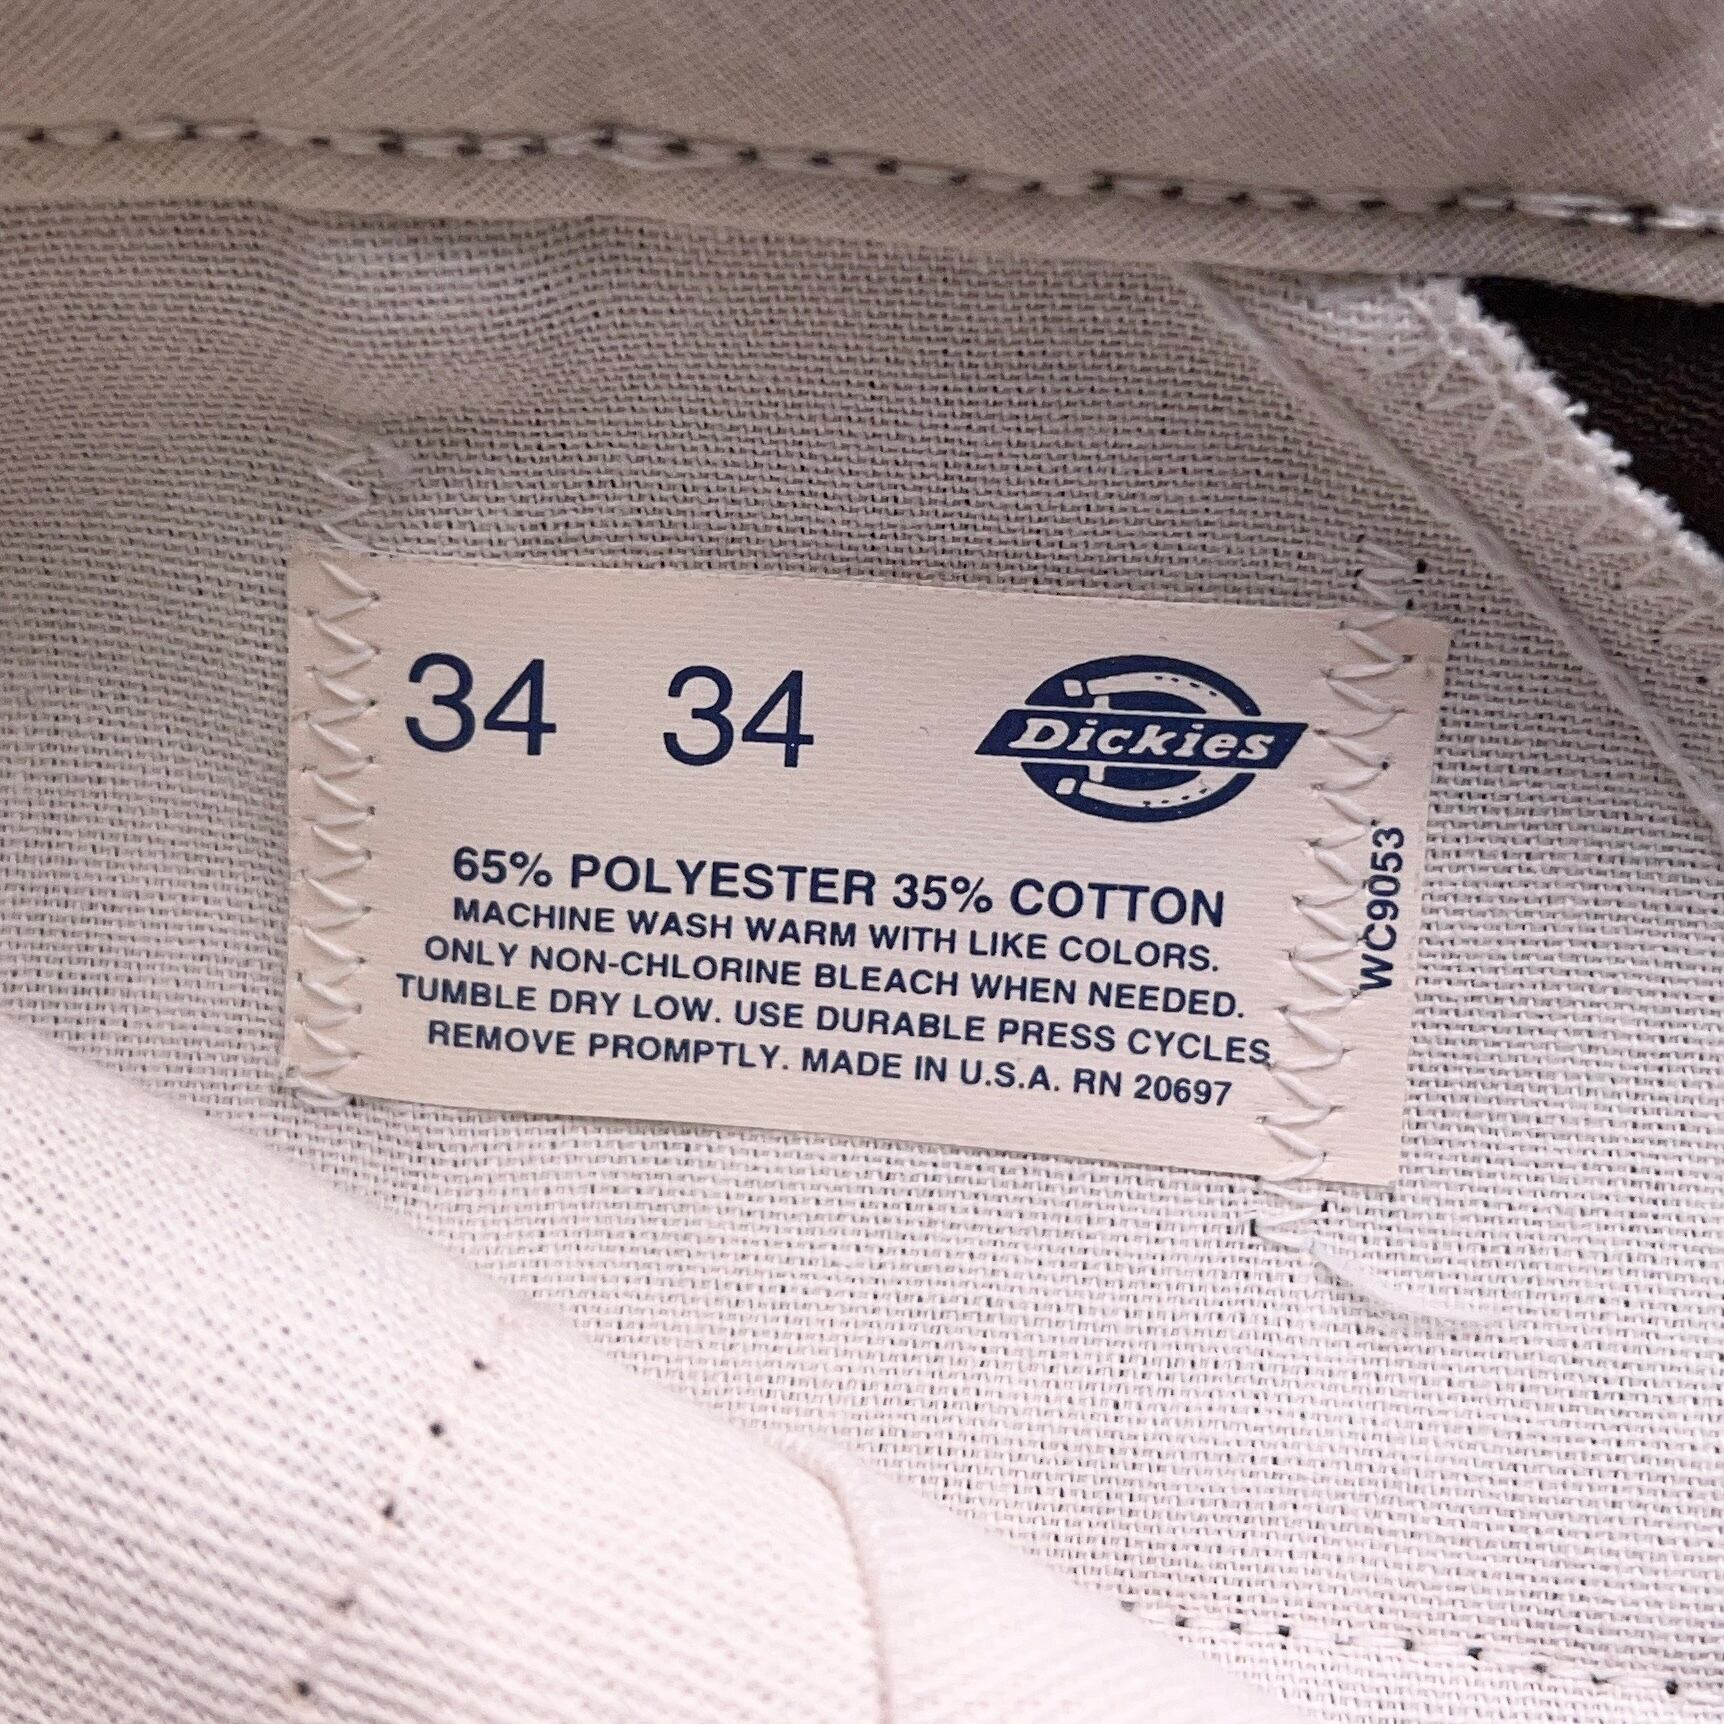 34 34 Dickies
65% POLYESTER 35% COTTON
MACHINE WASH WARM WITH LIKE COLORS.
ONLY NON-CHLORINE BLEACH WHEN NEEDED.
TUMBLE DRY LOW. USE DURABLE PRESS CYCLES
REMOVE PROMPTLY. MADE IN U.S.A. RN 20697
WC9053